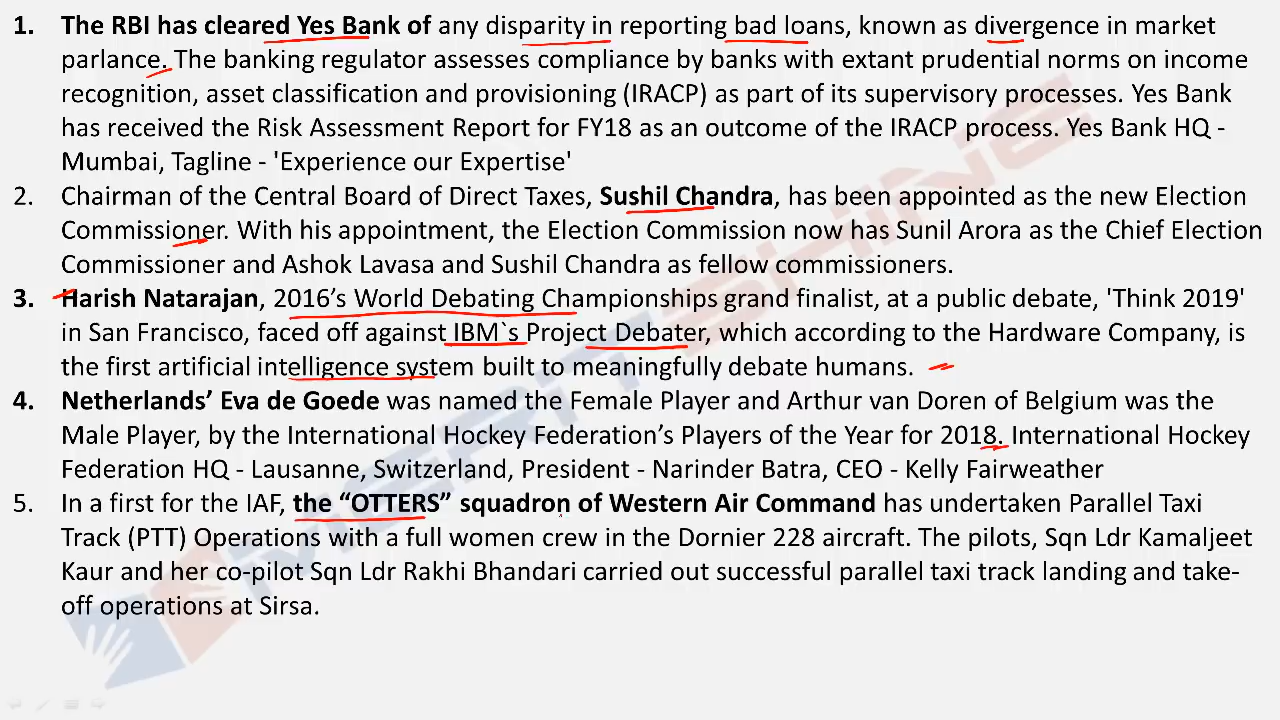 1. The RBI has cleared Yes Bank of any disparity in reporting bad loans, known as divergence in market
parlance. The banking regulator assesses compliance by banks with extant prudential norms on income
recognition, asset classification and provisioning (IRACP) as part of its supervisory processes. Yes Bank
has received the Risk Assessment Report for FY18 as an outcome of the IRACP process. Yes Bank HQ -
Mumbai, Tagline - 'Experience our Expertise'
2. Chairman of the Central Board of Direct Taxes, Sushil Chandra, has been appointed as the new Election
Commissioner. With his appointment, the Election Commission now has Sunil Arora as the Chief Election
Commissioner and Ashok Lavasa and Sushil Chandra as fellow commissioners.
3. Harish Natarajan, 2016’s World Debating Championships grand finalist, at a public debate, 'Think 2019'
in San Francisco, faced off against IBM`s Project Debater, which according to the Hardware Company, is
the first artificial intelligence system built to meaningfully debate humans.
4. Netherlands’ Eva de Goede was named the Female Player and Arthur van Doren of Belgium was the
Male Player, by the International Hockey Federation’s Players of the Year for 2018. International Hockey
Federation HQ - Lausanne, Switzerland, President - Narinder Batra, CEO - Kelly Fairweather
5. In a first for the IAF, the “OTTERS” squadron of Western Air Command has undertaken Parallel Taxi
Track (PTT) Operations with a full women crew in the Dornier 228 aircraft. The pilots, Sqn Ldr Kamaljeet
Kaur and her co-pilot Sqn Ldr Rakhi Bhandari carried out successful parallel taxi track landing and take-
off operations at Sirsa.